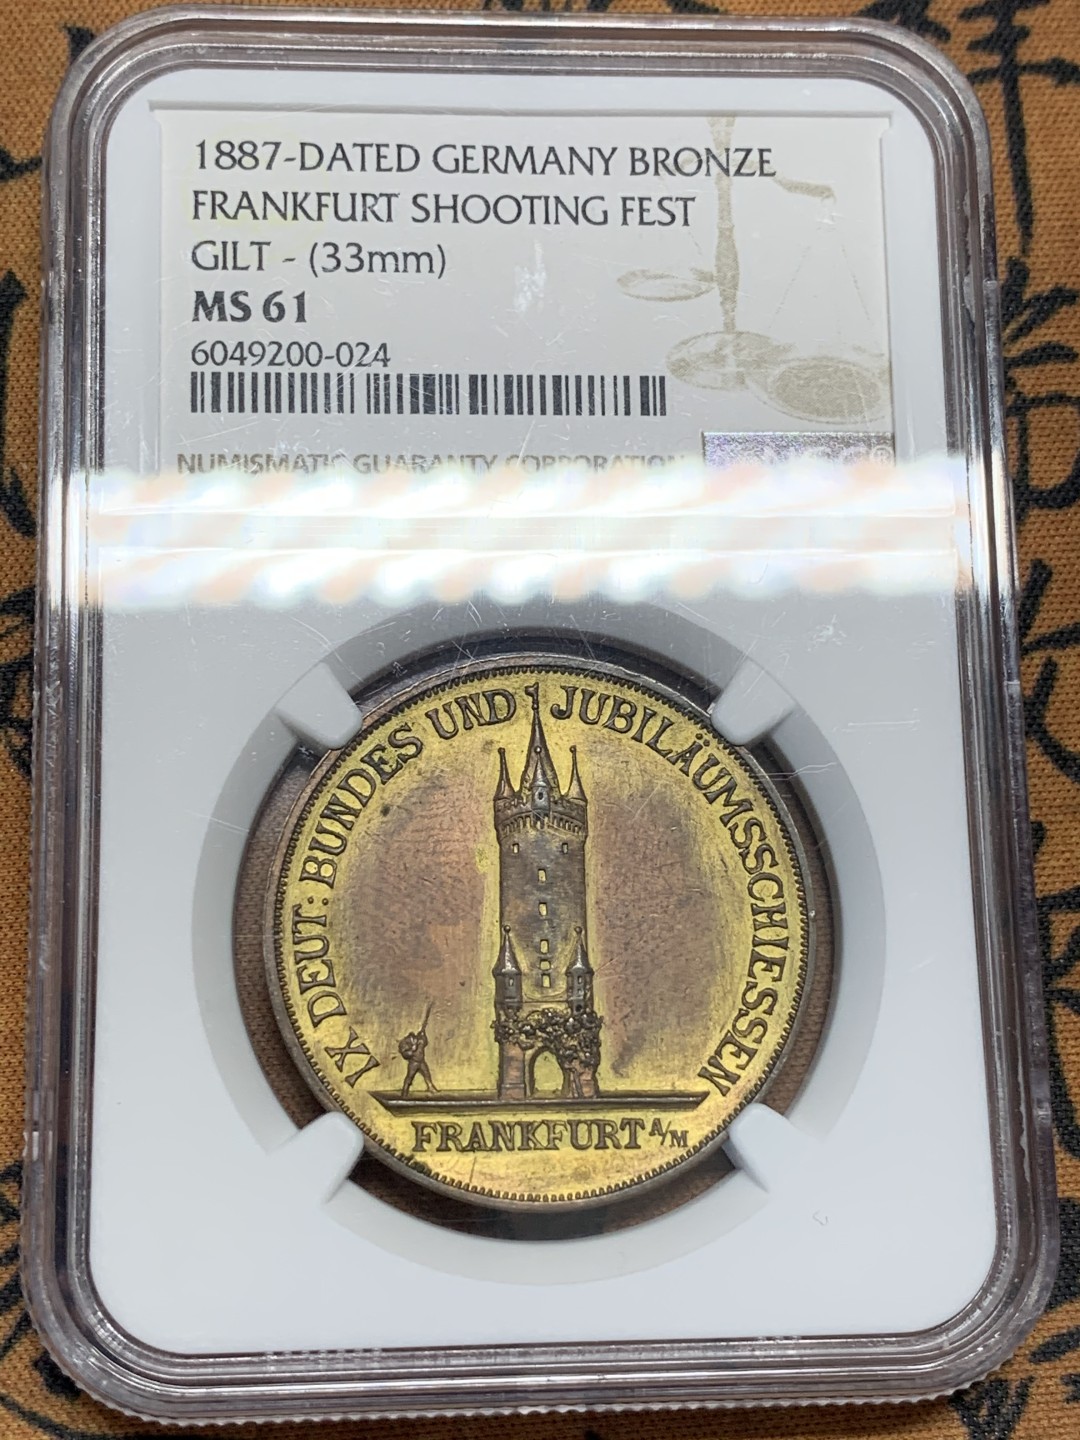 1887-DATED GERMANY BRONZE
FRANKFURT SHOOTING FEST
GILT - (33mm)
MS 61
6049200-024
NUMISMATIC GUARANTY CORPORATION
IX DEUT: BUNDES UND JUBILÄUMSSCHIESSEN
FRANKFURT A/M